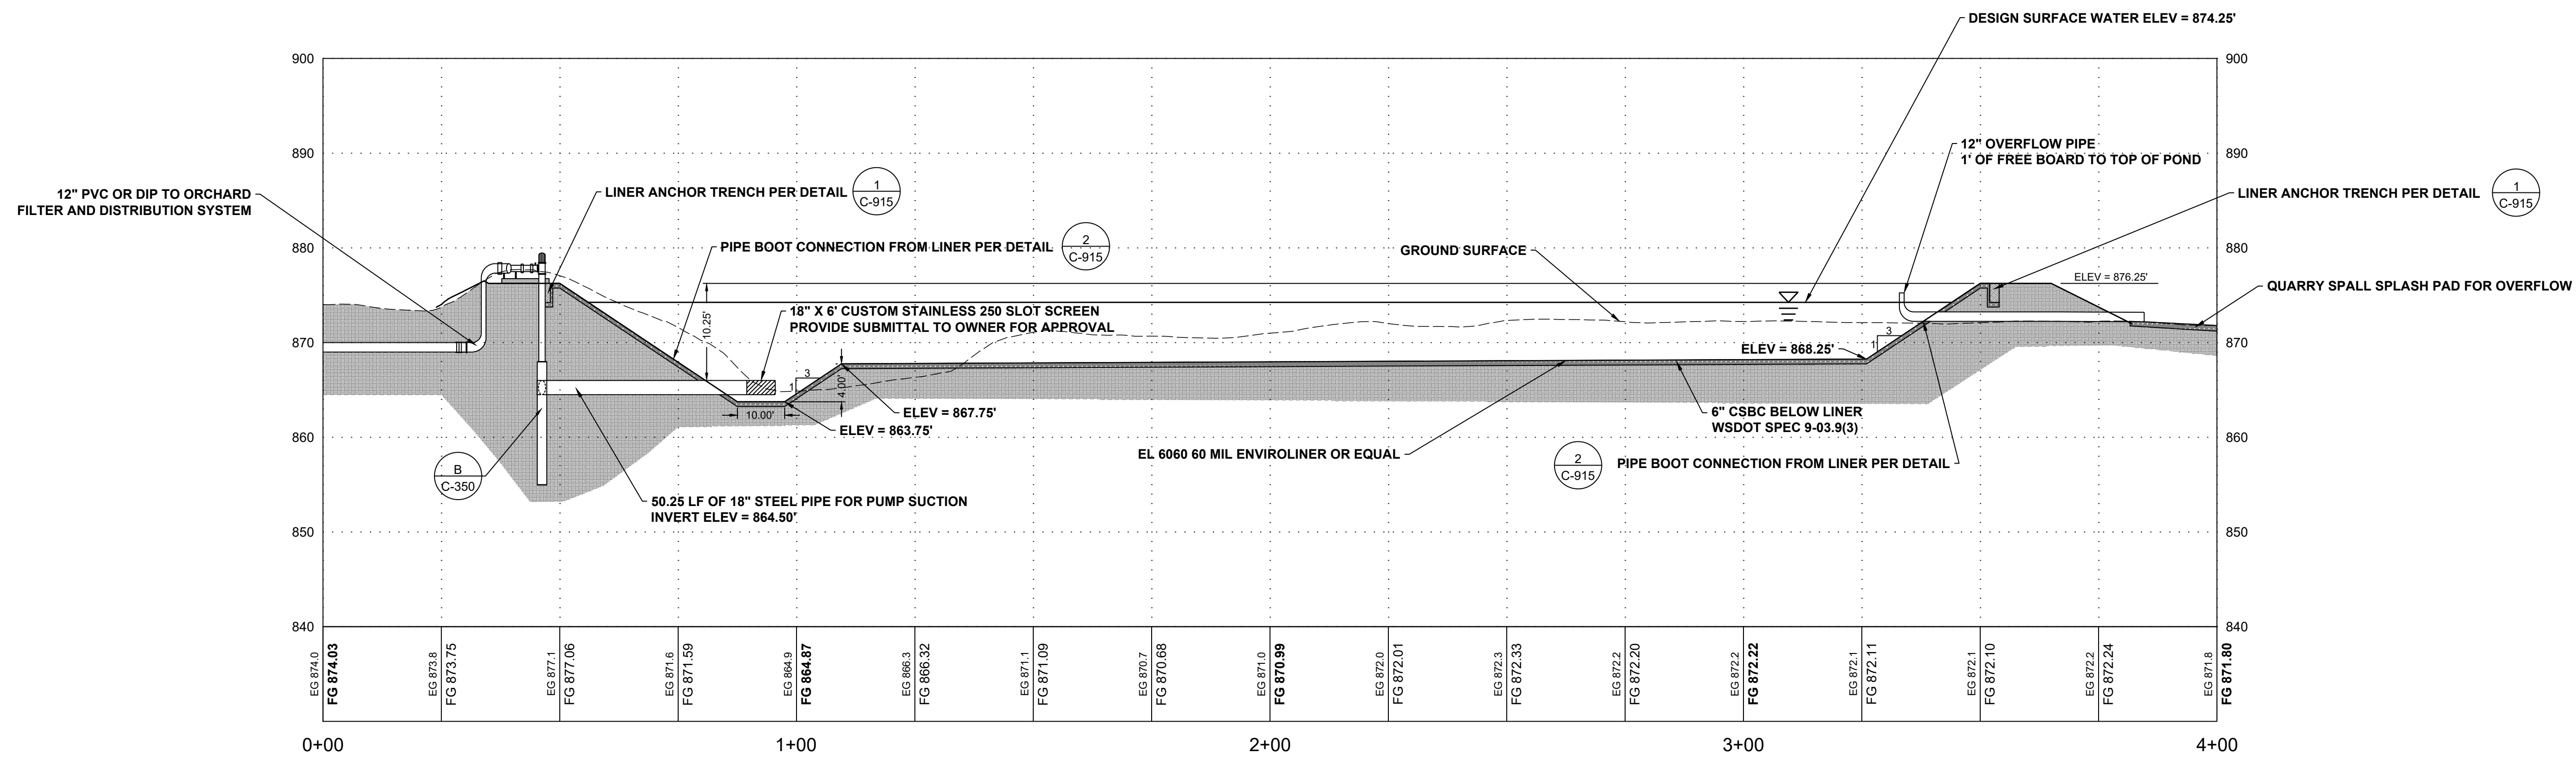 DESIGN SURFACE WATER ELEV = 874.25'
900
900
890
890
12" OVERFLOW PIPE
1' OF FREE BOARD TO TOP OF POND
12" PVC OR DIP TO ORCHARD
FILTER AND DISTRIBUTION SYSTEM
LINER ANCHOR TRENCH PER DETAIL
1
C-915
LINER ANCHOR TRENCH PER DETAIL
1
C-915
PIPE BOOT CONNECTION FROM LINER PER DETAIL
2
C-915
880
880
GROUND SURFACE
ELEV = 876.25'
QUARRY SPALL SPLASH PAD FOR OVERFLOW
18" X 6' CUSTOM STAINLESS 250 SLOT SCREEN
PROVIDE SUBMITTAL TO OWNER FOR APPROVAL
10.25'
870
870
3
1
ELEV = 868.25'
3
1
4.00'
10.00'
ELEV = 867.75'
ELEV = 863.75'
6" CSBC BELOW LINER
WSDOT SPEC 9-03.9(3)
860
860
EL 6060 60 MIL ENVIROLINER OR EQUAL
2
C-915
PIPE BOOT CONNECTION FROM LINER PER DETAIL
B
C-350
50.25 LF OF 18" STEEL PIPE FOR PUMP SUCTION
INVERT ELEV = 864.50'
850
850
840
840
EG 874.0
FG 874.03
EG 873.8
FG 873.75
EG 877.1
FG 877.06
EG 871.6
FG 871.59
EG 864.9
FG 864.87
EG 866.3
FG 866.32
EG 871.1
FG 871.09
EG 870.7
FG 870.68
EG 871.0
FG 870.99
EG 872.0
FG 872.01
EG 872.3
FG 872.33
EG 872.2
FG 872.20
EG 872.2
FG 872.22
EG 872.1
FG 872.11
EG 872.1
FG 872.10
EG 872.2
FG 872.24
EG 871.8
FG 871.80
0+00
1+00
2+00
3+00
4+00